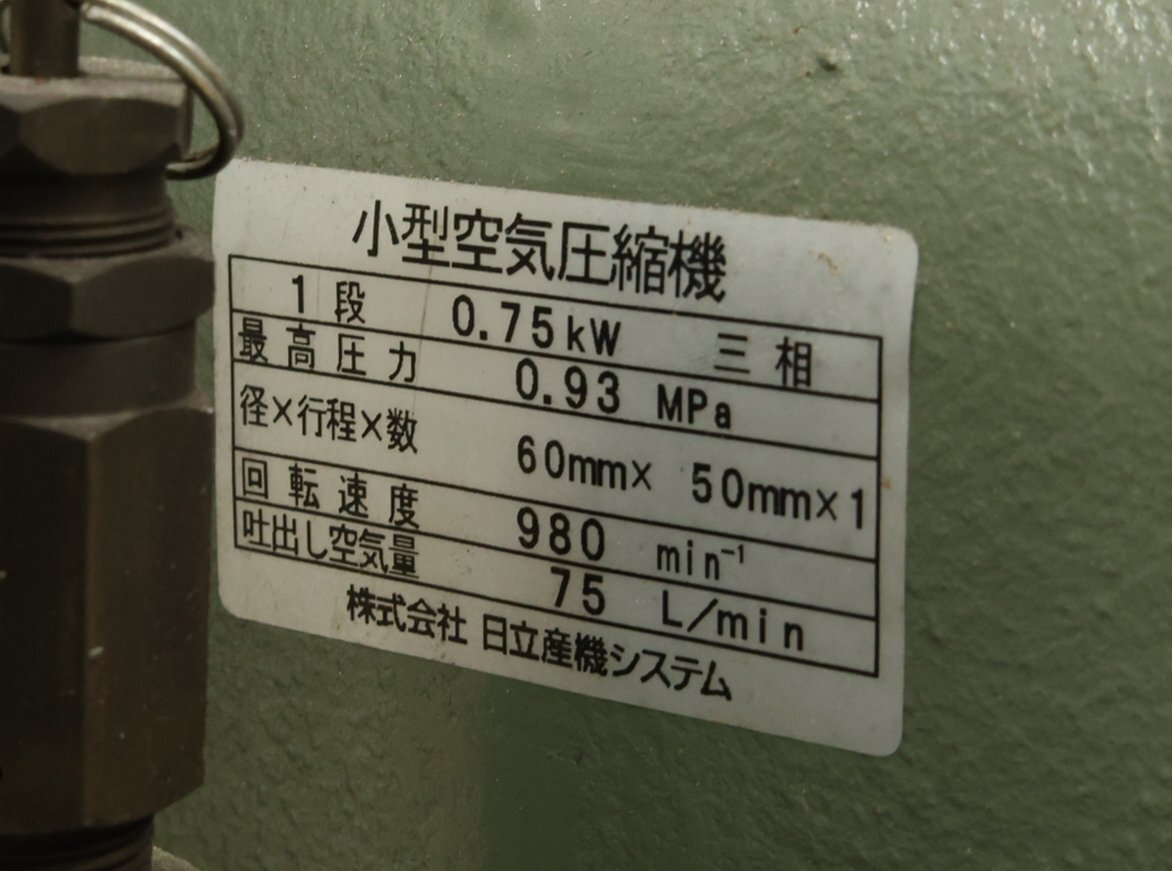 小型空気圧縮機
1段 0.75kW 三相
最高圧力 0.93 MPa
径×行程×数 60mm× 50mm×1
回転速度 980 min⁻¹
吐出し空気量 75 L/min
株式会社 日立産機システム